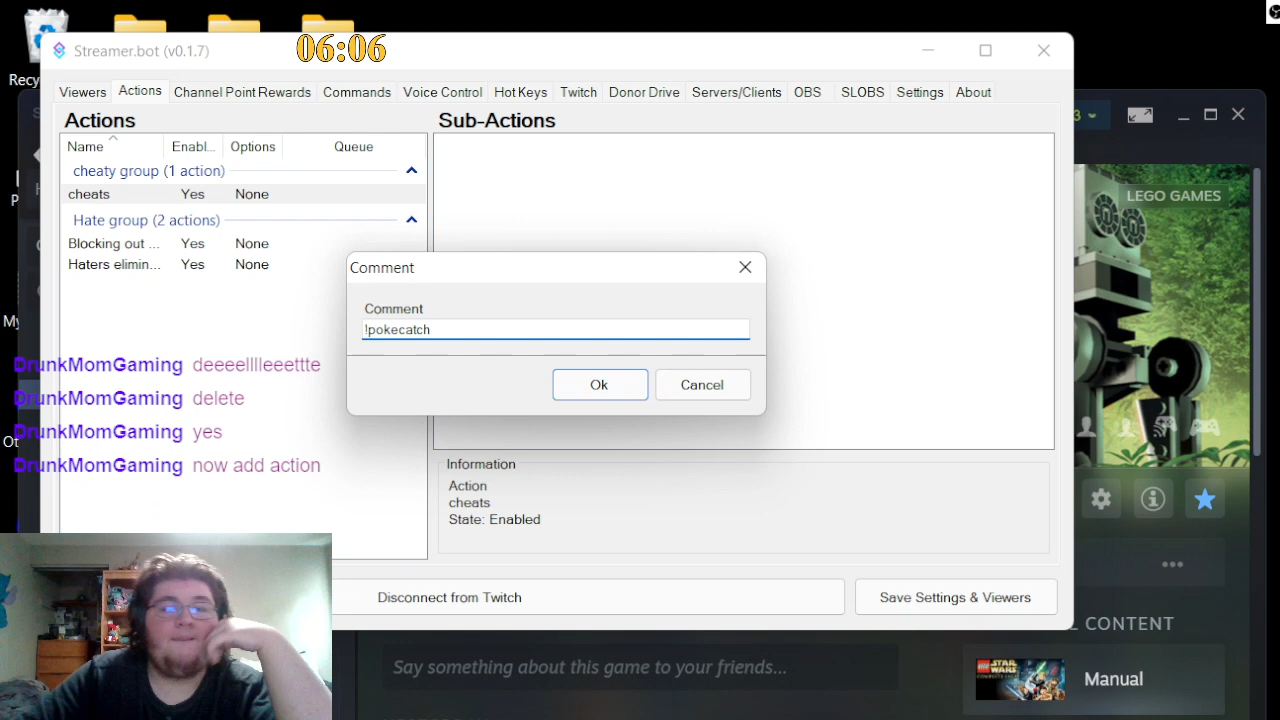 Recy
Streamer.bot (v0.1.7)
06:06
Viewers Actions Channel Point Rewards Commands Voice Control Hot Keys Twitch Donor Drive Servers/Clients OBS SLOBS Settings About
Actions
Sub-Actions
Name Enabl... Options Queue
cheaty group (1 action)
cheats Yes None
Hate group (2 actions)
Blocking out ... Yes None
Haters elimin... Yes None
Comment
Comment
!pokecatch
Ok Cancel
DrunkMomGaming deeeelllleeettte
DrunkMomGaming delete
DrunkMomGaming yes
DrunkMomGaming now add action
Information
Action
cheats
State: Enabled
Disconnect from Twitch
Save Settings & Viewers
LEGO GAMES
CONTENT
Say something about this game to your friends...
STAR WARS
Manual